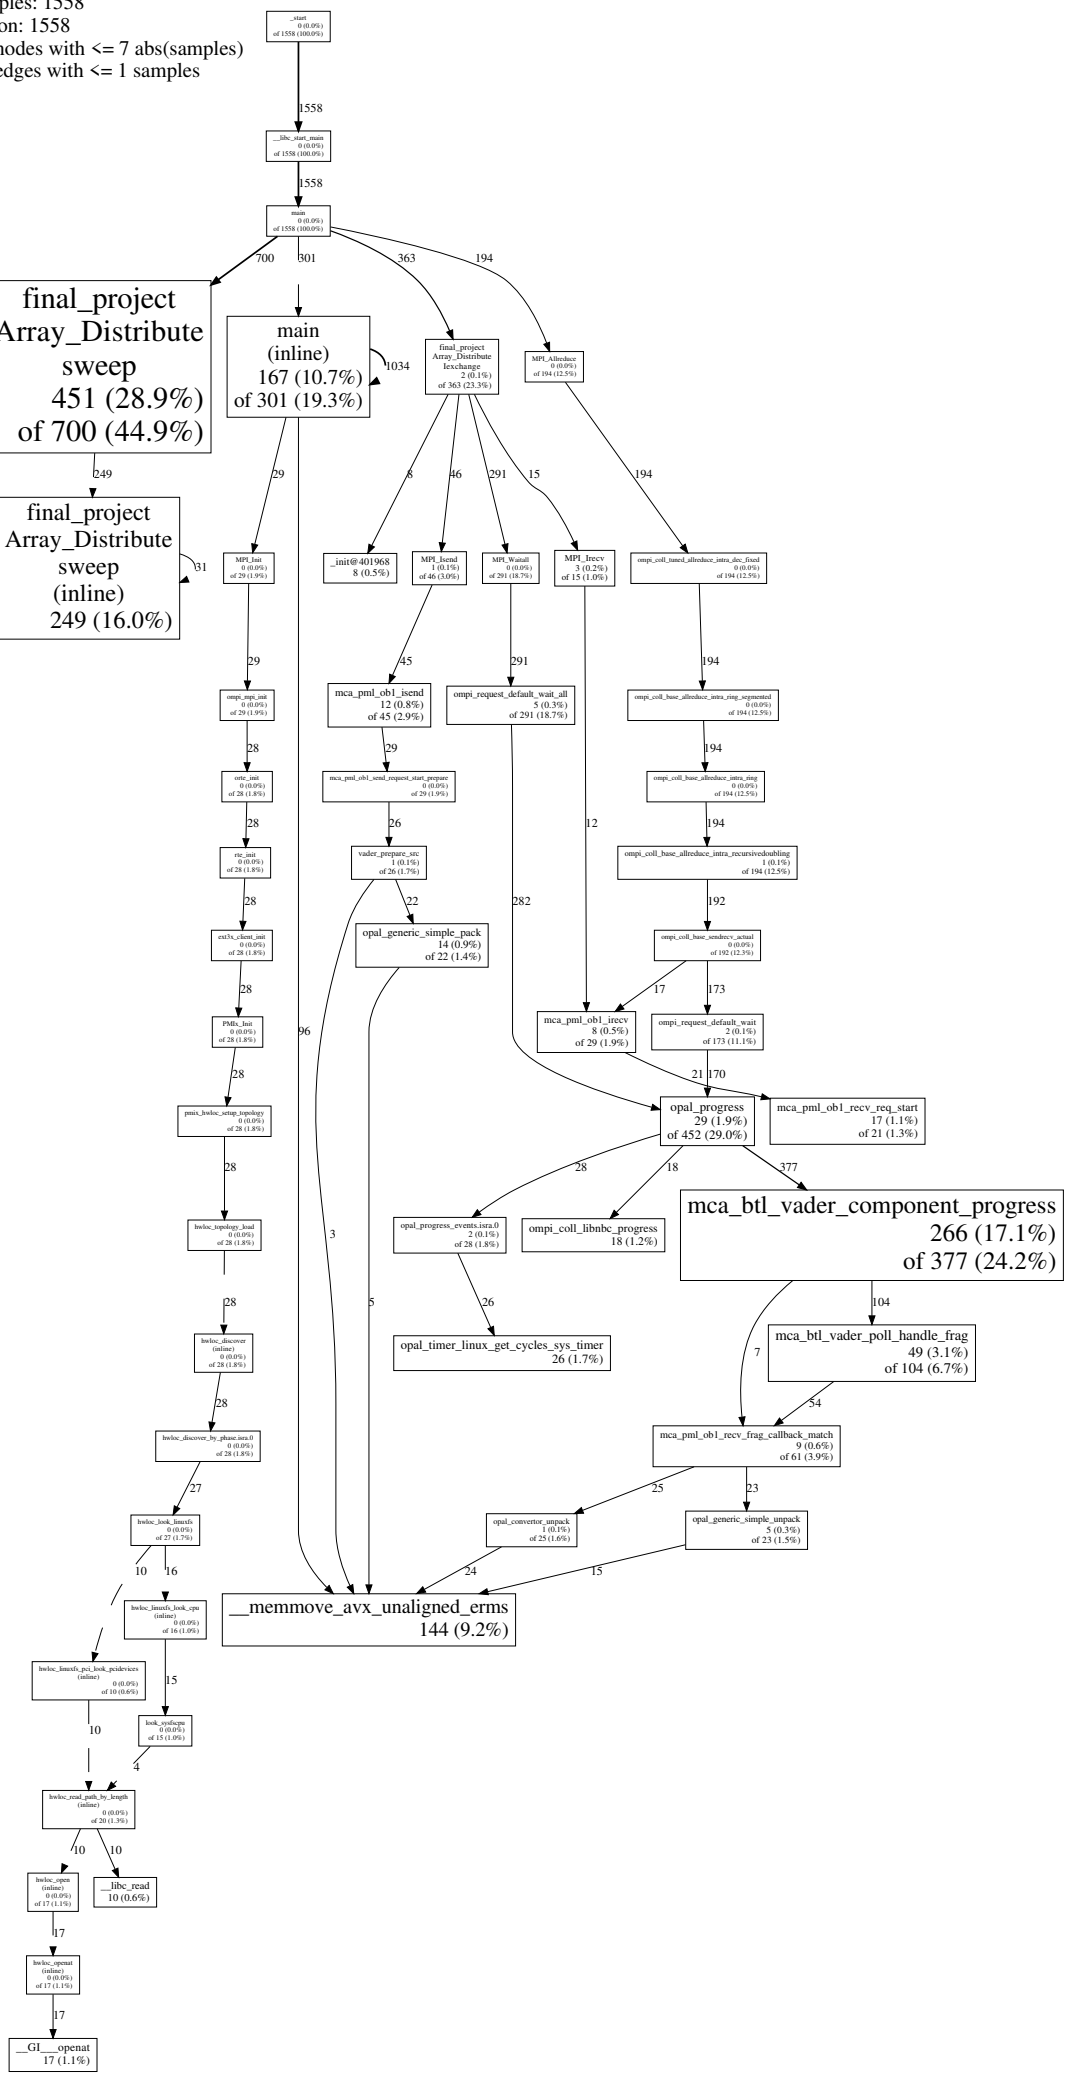 ples: 1558
on: 1558
nodes with <= 7 abs(samples)
edges with <= 1 samples
_start
0 (0.0%)
of 1558 (100.0%)
1558
__libc_start_main
0 (0.0%)
of 1558 (100.0%)
1558
main
0 (0.0%)
of 1558 (100.0%)
700
301
363
194
final_project
Array_Distribute
sweep
451 (28.9%)
of 700 (44.9%)
main
(inline)
167 (10.7%)
of 301 (19.3%)
1034
final_project
Array_Distribute
Iexchange
2 (0.1%)
of 363 (23.3%)
MPI_Allreduce
0 (0.0%)
of 194 (12.5%)
249
29
8
46
291
15
194
final_project
Array_Distribute
sweep
(inline)
249 (16.0%)
31
MPI_Init
0 (0.0%)
of 29 (1.9%)
_init@401968
8 (0.5%)
MPI_Isend
1 (0.1%)
of 46 (3.0%)
MPI_Waitall
0 (0.0%)
of 291 (18.7%)
MPI_Irecv
3 (0.2%)
of 15 (1.0%)
ompi_coll_tuned_allreduce_intra_dec_fixed
0 (0.0%)
of 194 (12.5%)
29
45
291
194
ompi_mpi_init
0 (0.0%)
of 29 (1.9%)
mca_pml_ob1_isend
12 (0.8%)
of 45 (2.9%)
ompi_request_default_wait_all
5 (0.3%)
of 291 (18.7%)
ompi_coll_base_allreduce_intra_ring_segmented
0 (0.0%)
of 194 (12.5%)
28
29
194
orte_init
0 (0.0%)
of 28 (1.8%)
mca_pml_ob1_send_request_start_prepare
0 (0.0%)
of 29 (1.9%)
ompi_coll_base_allreduce_intra_ring
0 (0.0%)
of 194 (12.5%)
28
26
12
194
rte_init
0 (0.0%)
of 28 (1.8%)
vader_prepare_src
1 (0.1%)
of 26 (1.7%)
ompi_coll_base_allreduce_intra_recursivedoubling
1 (0.1%)
of 194 (12.5%)
28
22
282
192
ext3x_client_init
0 (0.0%)
of 28 (1.8%)
opal_generic_simple_pack
14 (0.9%)
of 22 (1.4%)
ompi_coll_base_sendrecv_actual
0 (0.0%)
of 192 (12.3%)
28
17
173
PMIx_Init
0 (0.0%)
of 28 (1.8%)
96
mca_pml_ob1_irecv
8 (0.5%)
of 29 (1.9%)
ompi_request_default_wait
2 (0.1%)
of 173 (11.1%)
28
21
170
pmix_hwloc_setup_topology
0 (0.0%)
of 28 (1.8%)
opal_progress
29 (1.9%)
of 452 (29.0%)
mca_pml_ob1_recv_req_start
17 (1.1%)
of 21 (1.3%)
28
28
18
377
hwloc_topology_load
0 (0.0%)
of 28 (1.8%)
3
opal_progress_events.isra.0
2 (0.1%)
of 28 (1.8%)
ompi_coll_libnbc_progress
18 (1.2%)
mca_btl_vader_component_progress
266 (17.1%)
of 377 (24.2%)
28
5
26
104
hwloc_discover
(inline)
0 (0.0%)
of 28 (1.8%)
opal_timer_linux_get_cycles_sys_timer
26 (1.7%)
7
mca_btl_vader_poll_handle_frag
49 (3.1%)
of 104 (6.7%)
28
54
hwloc_discover_by_phase.isra.0
0 (0.0%)
of 28 (1.8%)
mca_pml_ob1_recv_frag_callback_match
9 (0.6%)
of 61 (3.9%)
27
25
23
hwloc_look_linuxfs
0 (0.0%)
of 27 (1.7%)
opal_convertor_unpack
1 (0.1%)
of 25 (1.6%)
opal_generic_simple_unpack
5 (0.3%)
of 23 (1.5%)
10
16
24
15
hwloc_linuxfs_look_cpu
(inline)
0 (0.0%)
of 16 (1.0%)
__memmove_avx_unaligned_erms
144 (9.2%)
hwloc_linuxfs_pci_look_pcidevices
(inline)
0 (0.0%)
of 10 (0.6%)
15
10
look_sysfscpu
0 (0.0%)
of 15 (1.0%)
4
hwloc_read_path_by_length
(inline)
0 (0.0%)
of 20 (1.3%)
10
10
hwloc_open
(inline)
0 (0.0%)
of 17 (1.1%)
__libc_read
10 (0.6%)
17
hwloc_openat
(inline)
0 (0.0%)
of 17 (1.1%)
17
__GI___openat
17 (1.1%)